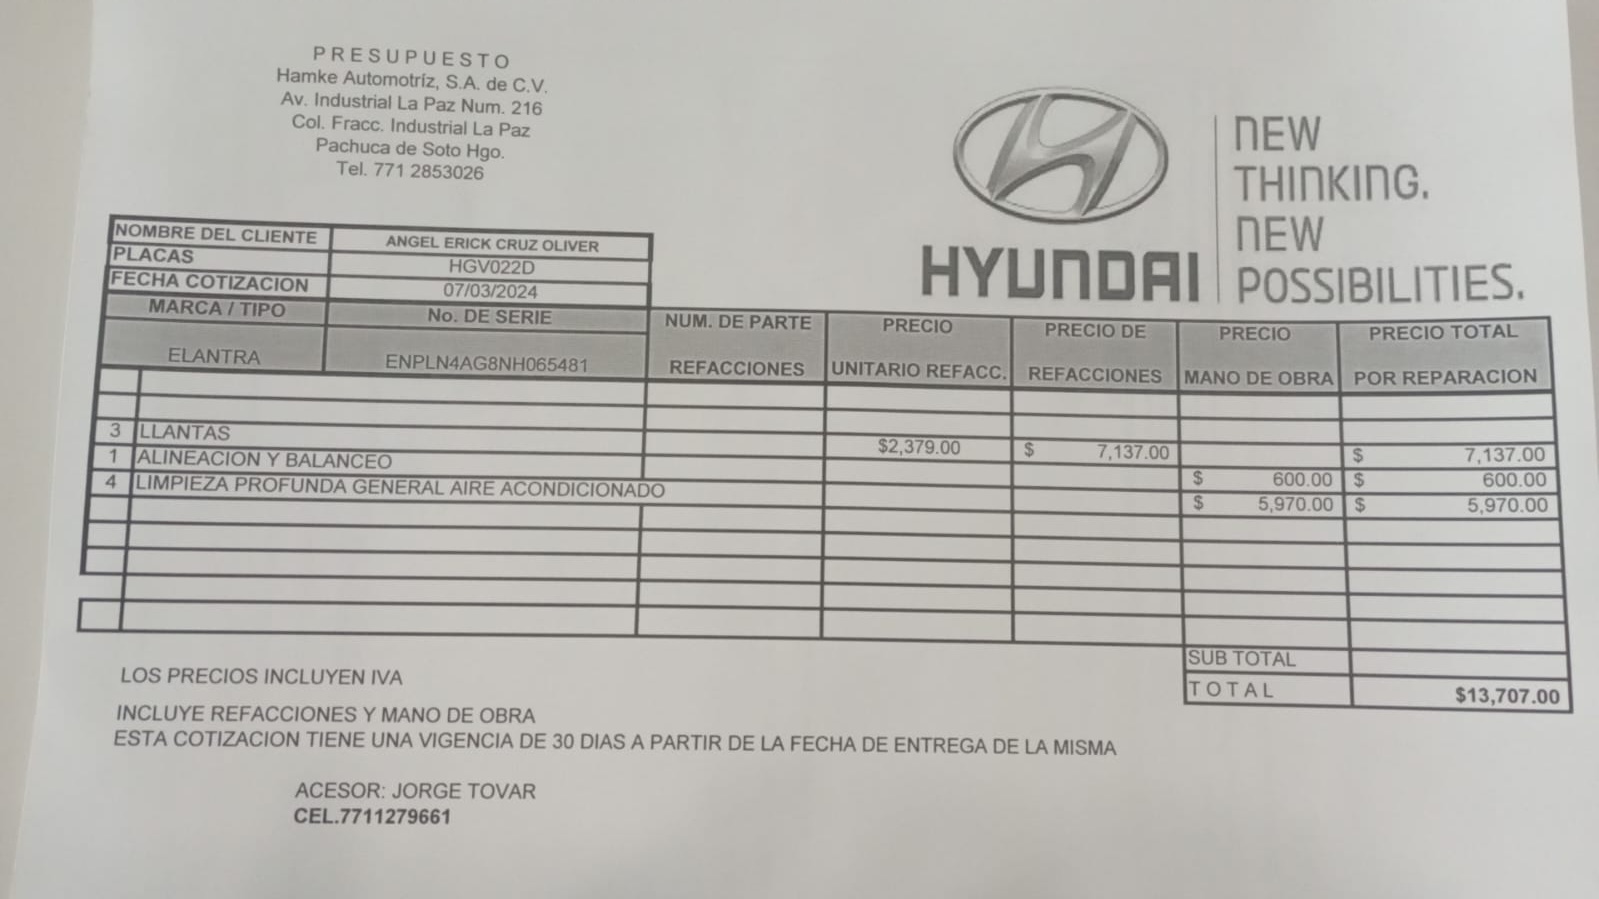 PRESUPUESTO
Hamke Automotríz, S.A. de C.V.
Av. Industrial La Paz Num. 216
Col. Fracc. Industrial La Paz
Pachuca de Soto Hgo.
Tel. 771 2853026
HYUNDAI
NEW
THINKING.
NEW
POSSIBILITIES.
NOMBRE DEL CLIENTE ANGEL ERICK CRUZ OLIVER
PLACAS HGV022D
FECHA COTIZACION 07/03/2024
MARCA / TIPO No. DE SERIE NUM. DE PARTE PRECIO PRECIO DE PRECIO PRECIO TOTAL
ELANTRA ENPLN4AG8NH065481 REFACCIONES UNITARIO REFACC. REFACCIONES MANO DE OBRA POR REPARACION
3 LLANTAS $2,379.00 $ 7,137.00 $ 7,137.00
1 ALINEACION Y BALANCEO $ 600.00 $ 600.00
4 LIMPIEZA PROFUNDA GENERAL AIRE ACONDICIONADO $ 5,970.00 $ 5,970.00
SUB TOTAL
TOTAL $13,707.00
LOS PRECIOS INCLUYEN IVA
INCLUYE REFACCIONES Y MANO DE OBRA
ESTA COTIZACION TIENE UNA VIGENCIA DE 30 DIAS A PARTIR DE LA FECHA DE ENTREGA DE LA MISMA
ACESOR: JORGE TOVAR
CEL.7711279661